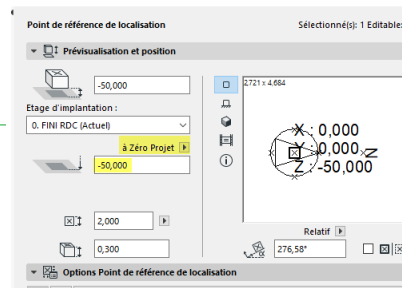 Point de référence de localisation
Sélectionné(s): 1 Editable:
Prévisualisation et position
-50,000
2,721 x 4,684
Etage d'implantation :
0. FINI RDC (Actuel)
à Zéro Projet
-50,000
X : 0,000
Y : 0,000
Z : -50,000
N
2,000
0,300
Relatif
276,58°
Options Point de référence de localisation